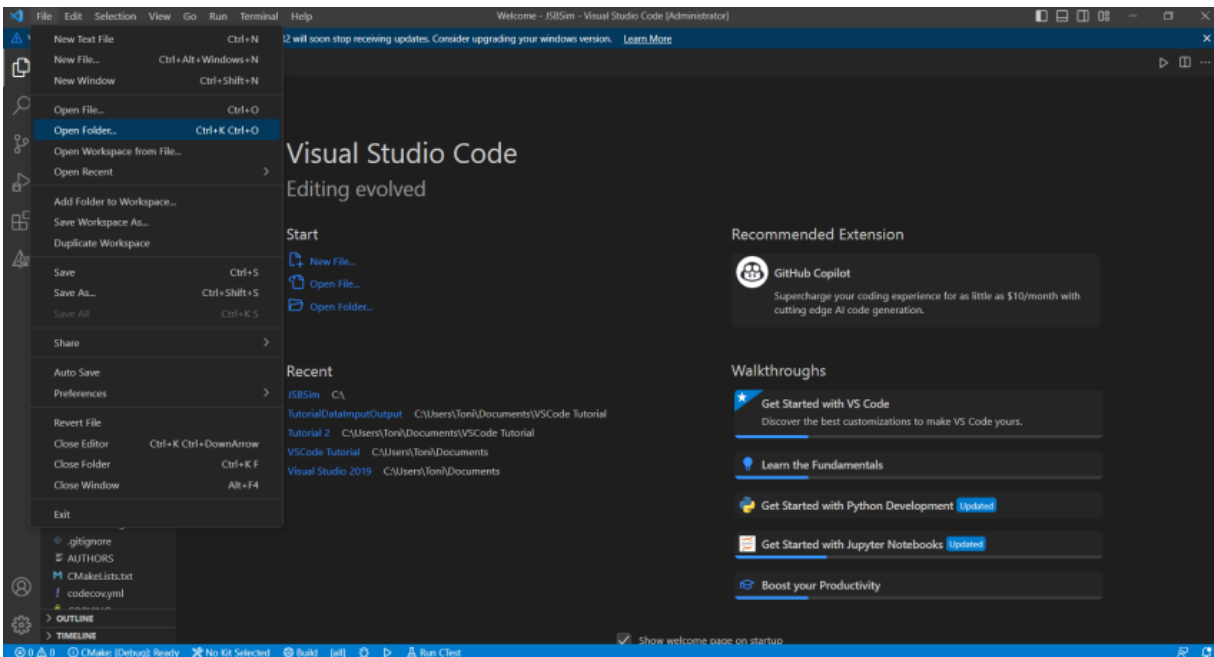 File Edit Selection View Go Run Terminal Help
Welcome - JSBSim - Visual Studio Code [Administrator]
32 will soon stop receiving updates. Consider upgrading your windows version. Learn More
New Text File Ctrl+N
New File... Ctrl+Alt+Windows+N
New Window Ctrl+Shift+N
Open File... Ctrl+O
Open Folder... Ctrl+K Ctrl+O
Open Workspace from File...
Open Recent
Add Folder to Workspace...
Save Workspace As...
Duplicate Workspace
Save Ctrl+S
Save As... Ctrl+Shift+S
Save All Ctrl+K S
Share
Auto Save
Preferences
Revert File
Close Editor Ctrl+K Ctrl+DownArrow
Close Folder Ctrl+K F
Close Window Alt+F4
Exit
.gitignore
AUTHORS
CMakeLists.txt
codecov.yml
OUTLINE
TIMELINE
Visual Studio Code
Editing evolved
Start
New File...
Open File...
Open Folder...
Recent
JSBSim C:\
TutorialDataImputOutput C:\Users\Toni\Documents\VSCode Tutorial
Tutorial 2 C:\Users\Toni\Documents\VSCode Tutorial
VSCode Tutorial C:\Users\Toni\Documents
Visual Studio 2019 C:\Users\Toni\Documents
Recommended Extension
GitHub Copilot
Supercharge your coding experience for as little as $10/month with
cutting edge AI code generation.
Walkthroughs
Get Started with VS Code
Discover the best customizations to make VS Code yours.
Learn the Fundamentals
Get Started with Python Development Updated
Get Started with Jupyter Notebooks Updated
Boost your Productivity
Show welcome page on startup
0 0 CMake: [Debug]: Ready No Kit Selected Build [all] Run CTest